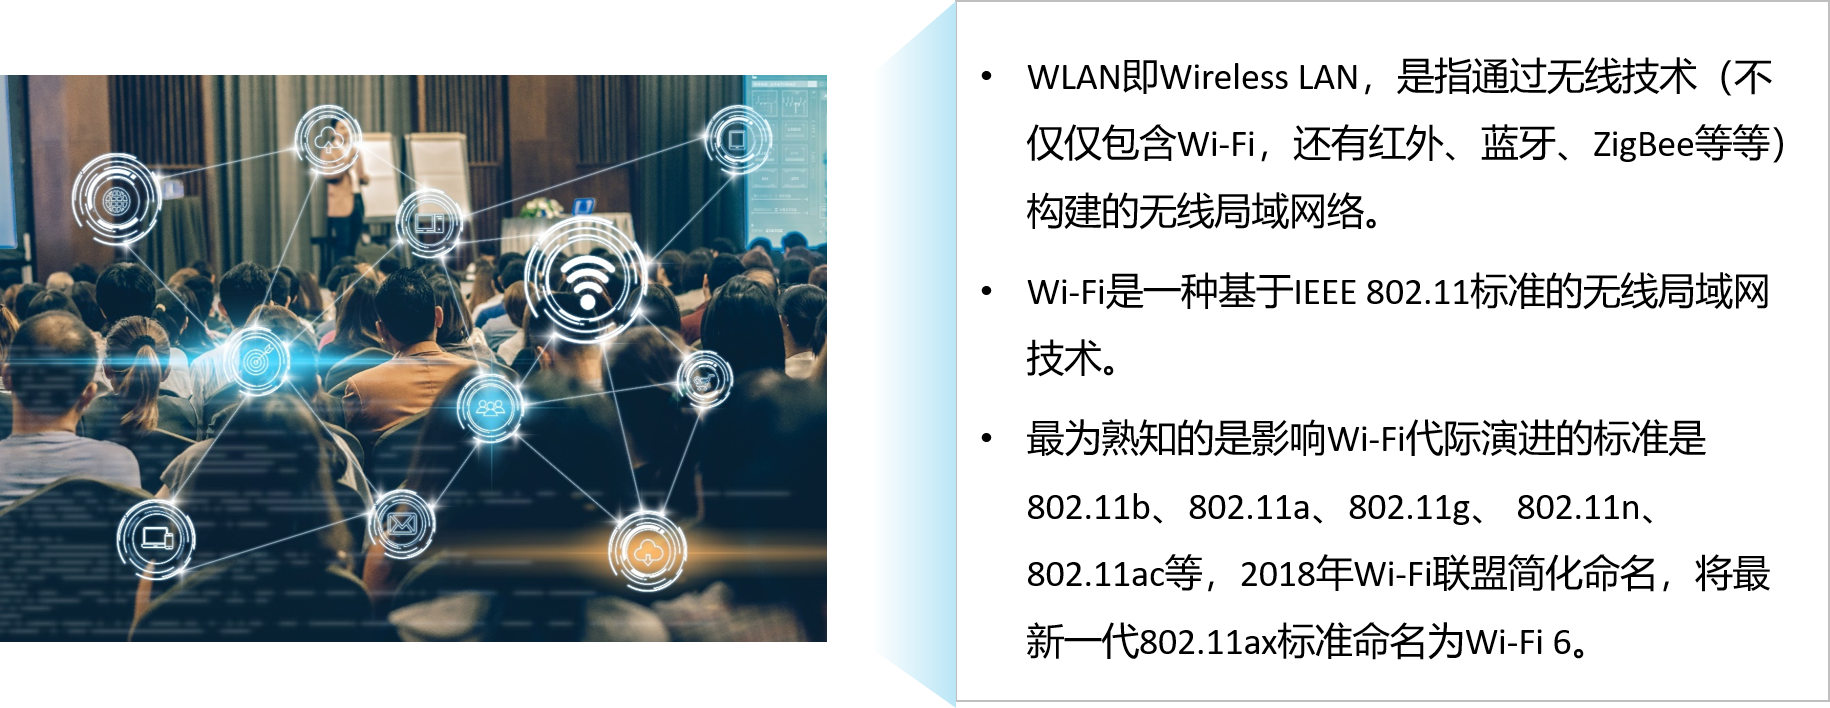 • WLAN即Wireless LAN，是指通过无线技术（不
仅仅包含Wi-Fi，还有红外、蓝牙、ZigBee等等）
构建的无线局域网络。
• Wi-Fi是一种基于IEEE 802.11标准的无线局域网
技术。
• 最为熟知的是影响Wi-Fi代际演进的标准是
802.11b、802.11a、802.11g、 802.11n、
802.11ac等，2018年Wi-Fi联盟简化命名，将最
新一代802.11ax标准命名为Wi-Fi 6。